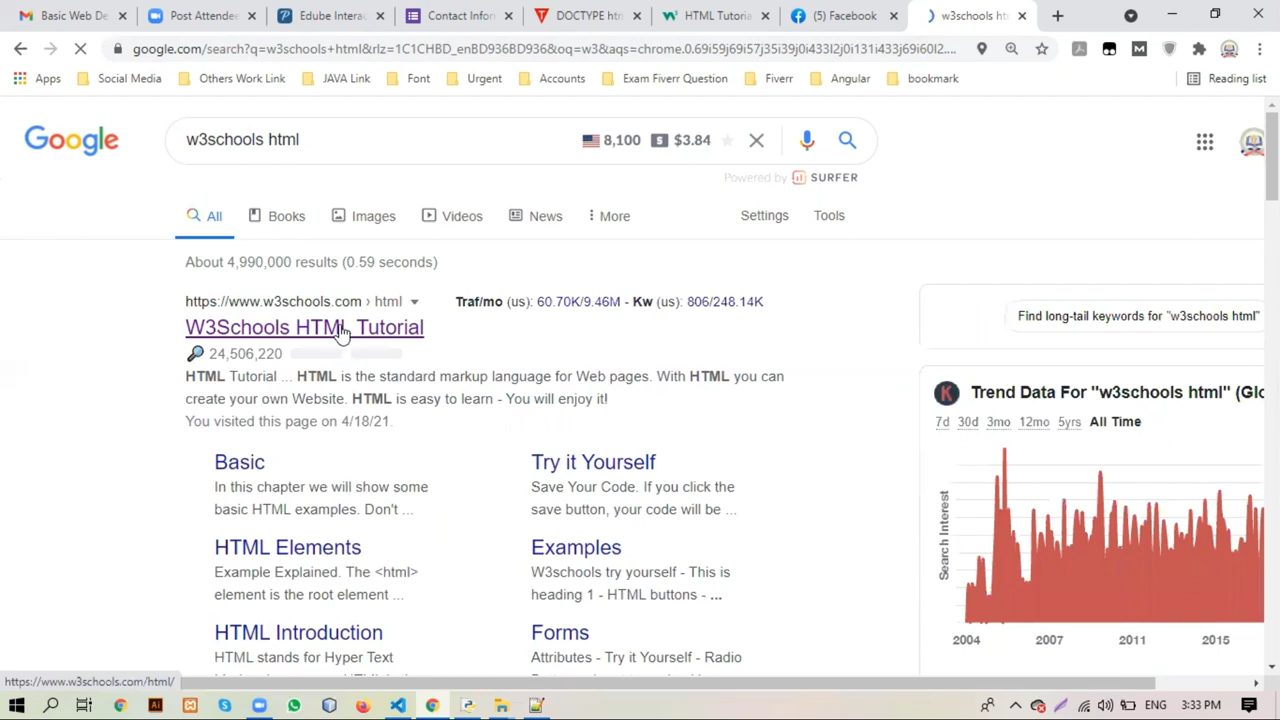 Basic Web De
Post Attendee
Edube Interac
Contact Infor
DOCTYPE htm
HTML Tutoria
(5) Facebook
w3schools htm
google.com/search?q=w3schools+html&rlz=1C1CHBD_enBD936BD936&oq=w3&aqs=chrome.0.69i59j69i57j35i39j0i433l2j0i131i433j69i60l2....
Apps
Social Media
Others Work Link
JAVA Link
Font
Urgent
Accounts
Exam Fiverr Question
Fiverr
Angular
bookmark
Reading list
Google
w3schools html
8,100
$3.84
Powered by SURFER
All
Books
Images
Videos
News
More
Settings
Tools
About 4,990,000 results (0.59 seconds)
https://www.w3schools.com › html
Traf/mo (us): 60.70K/9.46M - Kw (us): 806/248.14K
W3Schools HTML Tutorial
24,506,220
HTML Tutorial ... HTML is the standard markup language for Web pages. With HTML you can
create your own Website. HTML is easy to learn - You will enjoy it!
You visited this page on 4/18/21.
Basic
In this chapter we will show some
basic HTML examples. Don't ...
Try it Yourself
Save Your Code. If you click the
save button, your code will be ...
HTML Elements
Example Explained. The <html>
element is the root element ...
Examples
W3schools try yourself - This is
heading 1 - HTML buttons - ...
HTML Introduction
HTML stands for Hyper Text
Forms
Attributes - Try it Yourself - Radio
Find long-tail keywords for "w3schools html"
K
Trend Data For "w3schools html" (Glo
7d 30d 3mo 12mo 5yrs All Time
Search Interest
2004 2007 2011 2015
https://www.w3schools.com/html/
ENG
3:33 PM